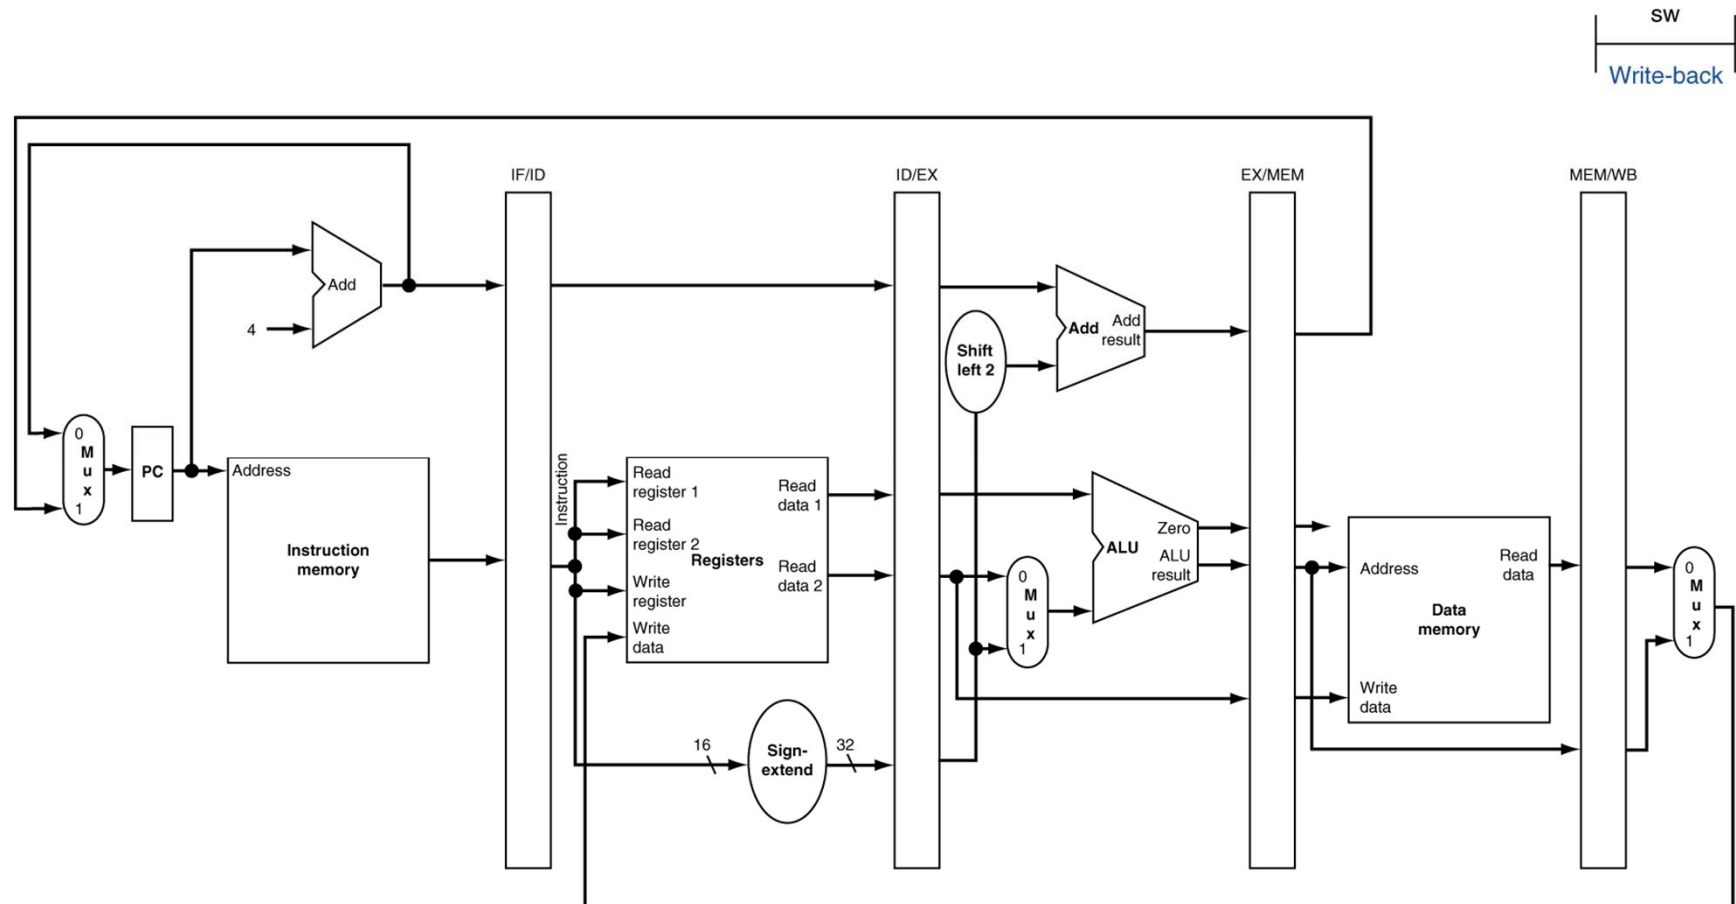 SW
Write-back
IF/ID
ID/EX
EX/MEM
MEM/WB
Add
4
Shift
left 2
Add
Add
result
0
M
u
x
1
PC
Address
Instruction
memory
Instruction
Read
register 1
Read
register 2
Write
register
Write
data
Registers
Read
data 1
Read
data 2
0
M
u
x
1
Zero
ALU
ALU
result
Address
Read
data
Data
memory
Write
data
0
M
u
x
1
16
Sign-
extend
32